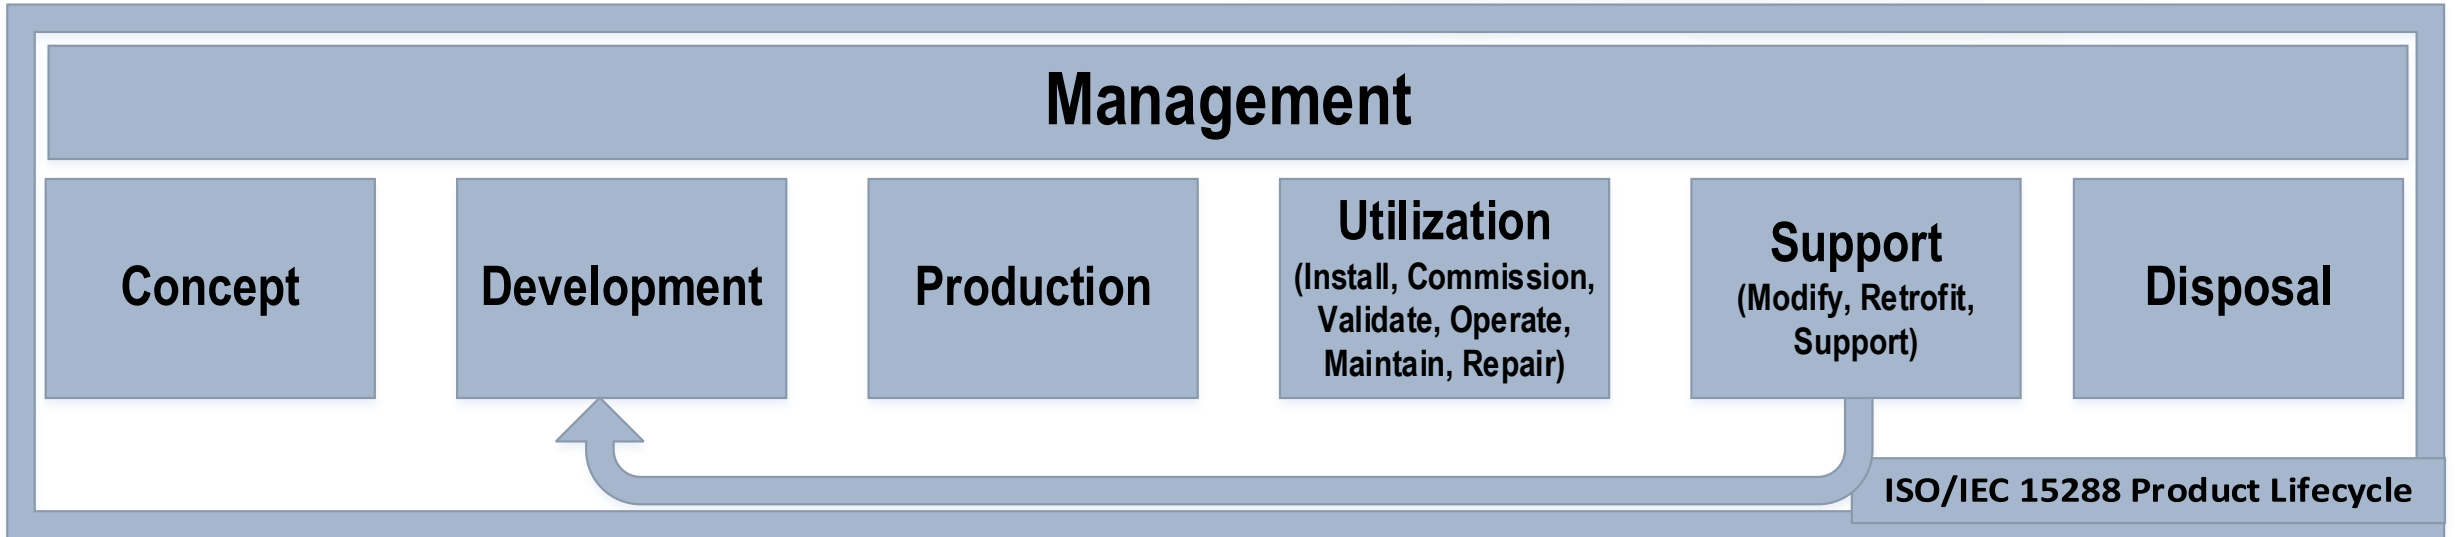 Management
Concept
Development
Production
Utilization
(Install, Commission,
Validate, Operate,
Maintain, Repair)
Support
(Modify, Retrofit,
Support)
Disposal
ISO/IEC 15288 Product Lifecycle